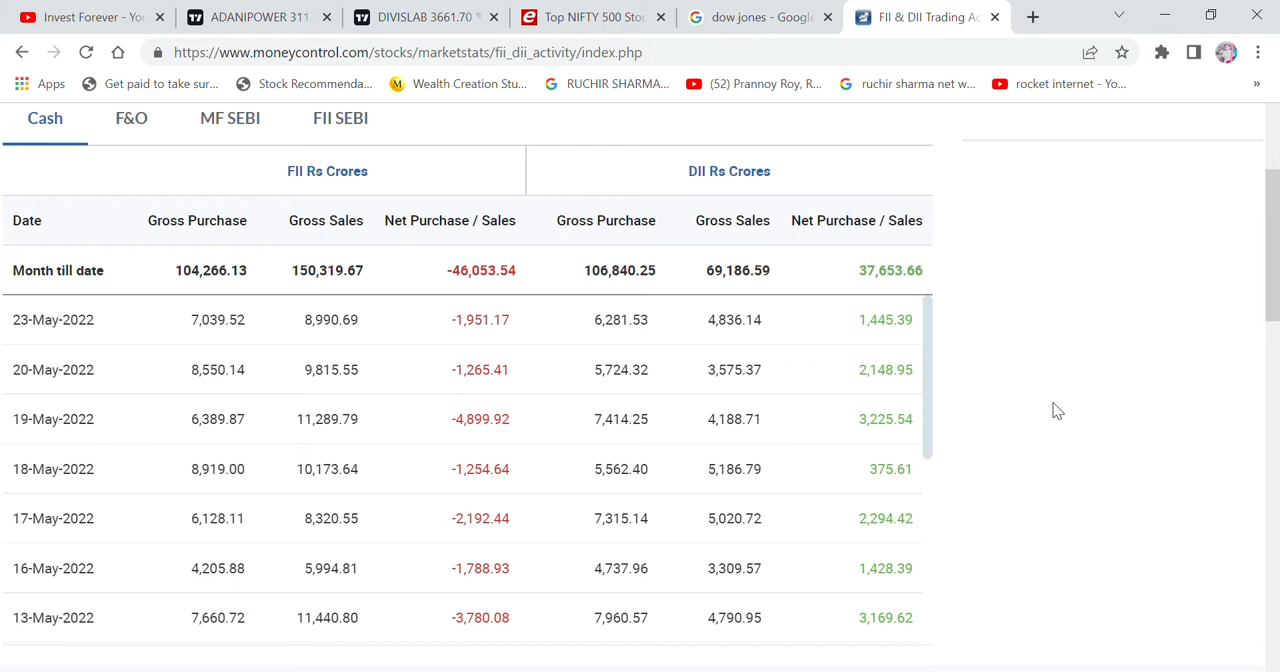 Invest Forever - You
ADANIPOWER 311.
DIVISLAB 3661.70
Top NIFTY 500 Stoc
dow jones - Google
FII & DII Trading Ac
https://www.moneycontrol.com/stocks/marketstats/fii_dii_activity/index.php
Apps Get paid to take sur... Stock Recommenda... M Wealth Creation Stu... RUCHIR SHARMA... (52) Prannoy Roy, R... ruchir sharma net w... rocket internet - Yo... »
Cash F&O MF SEBI FII SEBI
FII Rs Crores DII Rs Crores
Date Gross Purchase Gross Sales Net Purchase / Sales Gross Purchase Gross Sales Net Purchase / Sales
Month till date 104,266.13 150,319.67 -46,053.54 106,840.25 69,186.59 37,653.66
23-May-2022 7,039.52 8,990.69 -1,951.17 6,281.53 4,836.14 1,445.39
20-May-2022 8,550.14 9,815.55 -1,265.41 5,724.32 3,575.37 2,148.95
19-May-2022 6,389.87 11,289.79 -4,899.92 7,414.25 4,188.71 3,225.54
18-May-2022 8,919.00 10,173.64 -1,254.64 5,562.40 5,186.79 375.61
17-May-2022 6,128.11 8,320.55 -2,192.44 7,315.14 5,020.72 2,294.42
16-May-2022 4,205.88 5,994.81 -1,788.93 4,737.96 3,309.57 1,428.39
13-May-2022 7,660.72 11,440.80 -3,780.08 7,960.57 4,790.95 3,169.62